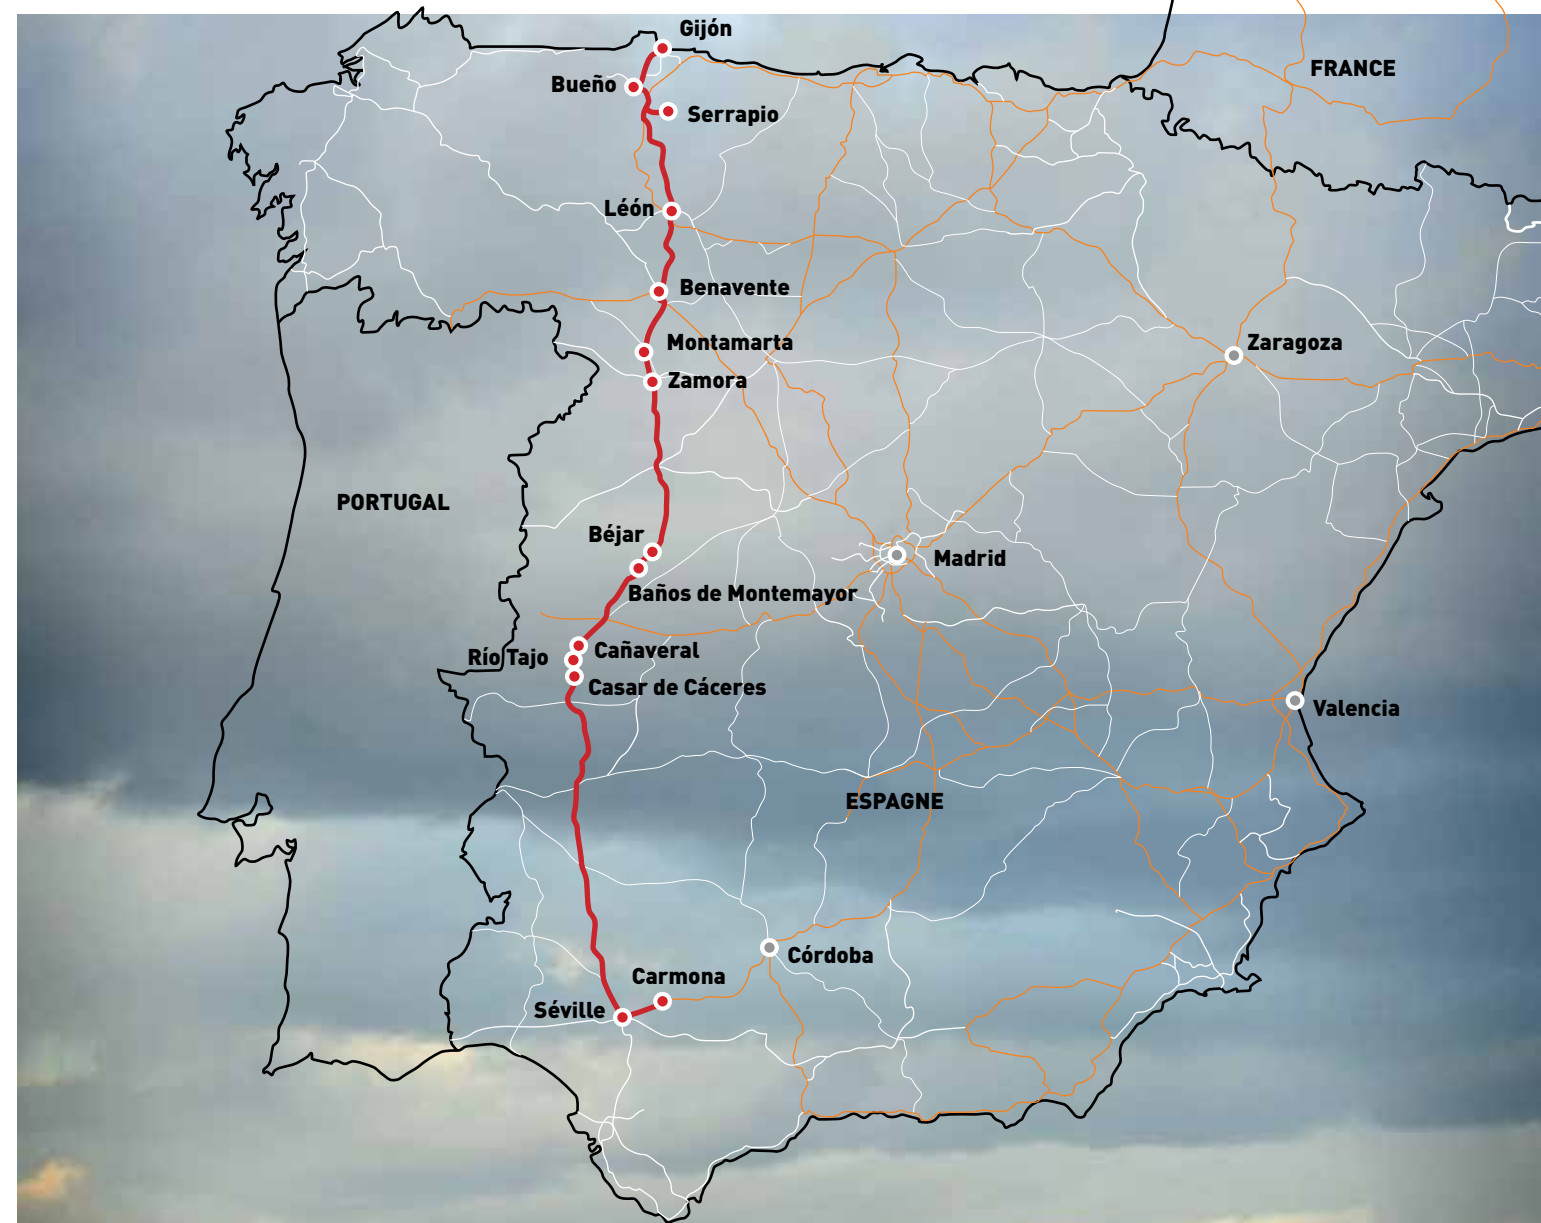 Gijón
FRANCE
Bueño
Serrapio
Léón
Benavente
Montamarta
Zaragoza
Zamora
PORTUGAL
Béjar
Madrid
Baños de Montemayor
Río Tajo
Cañaveral
Casar de Cáceres
Valencia
ESPAGNE
Córdoba
Carmona
Séville